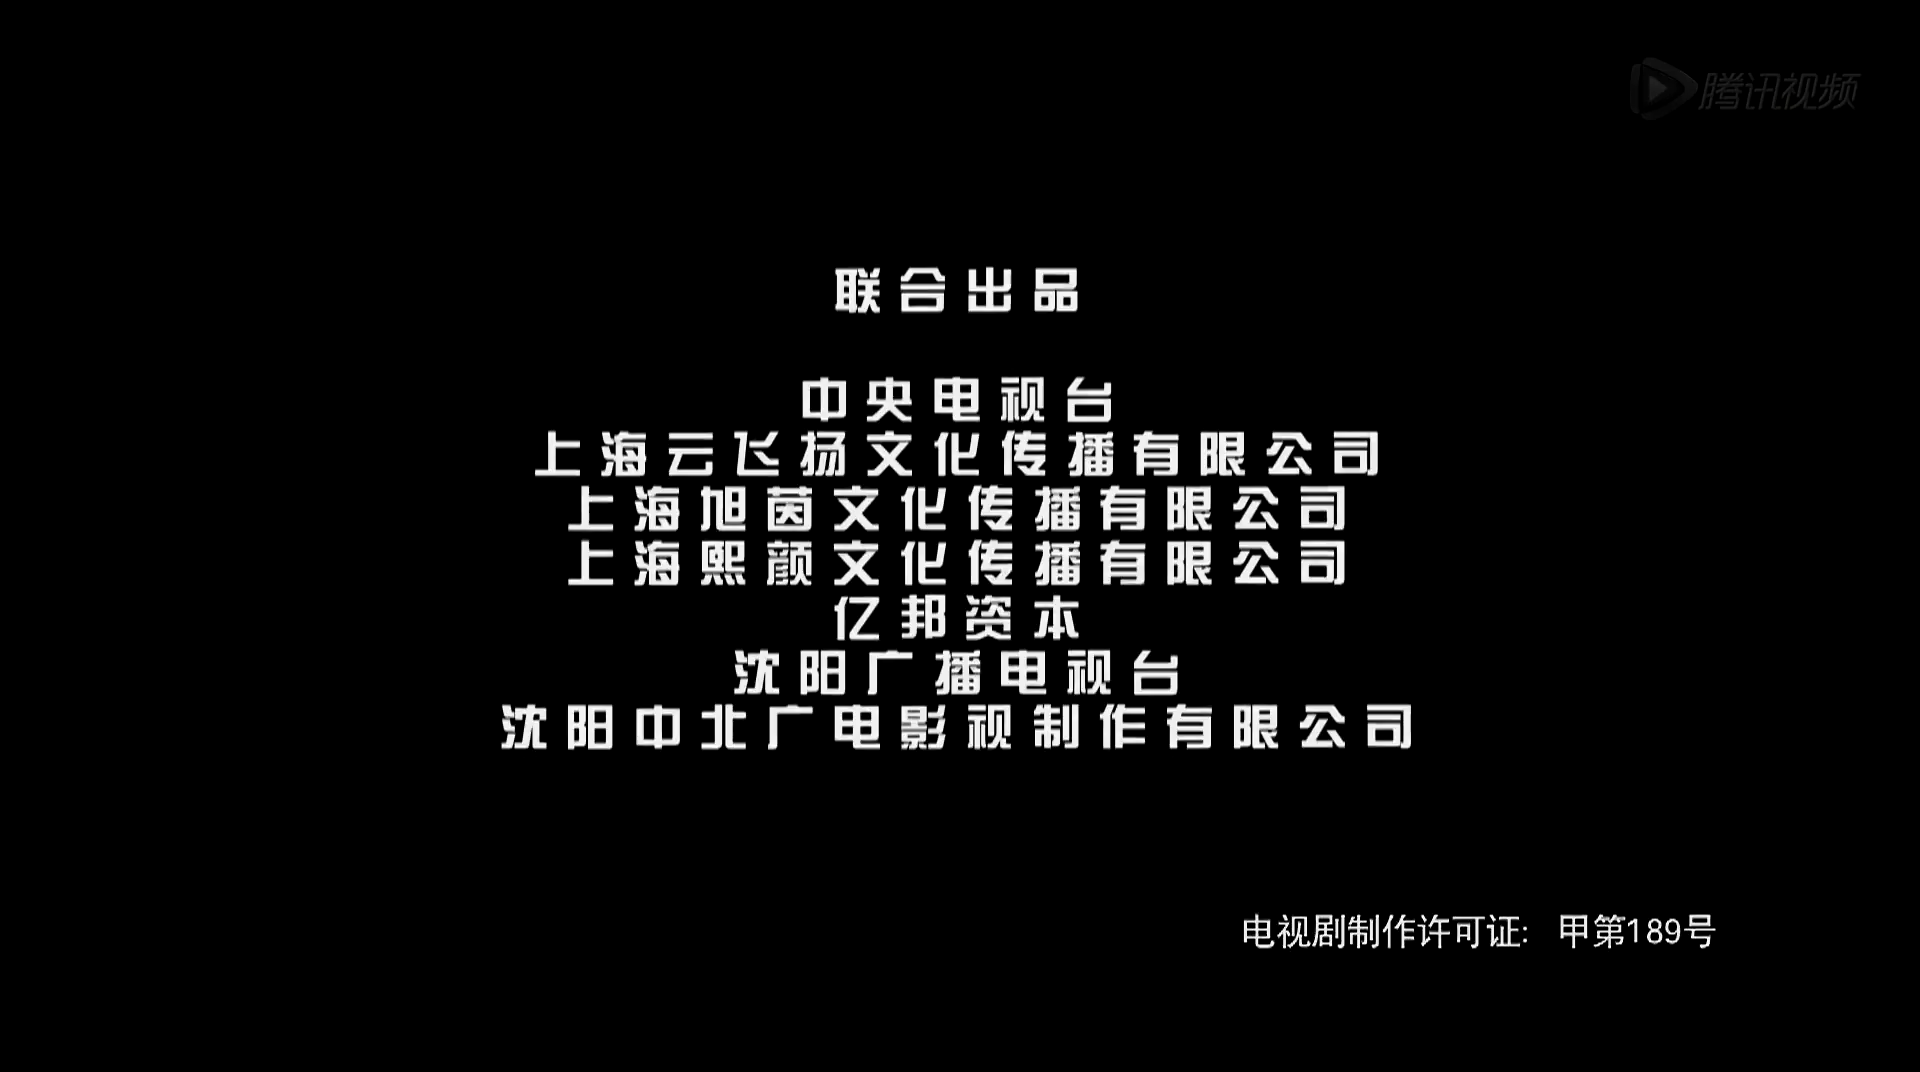 腾讯视频
联合出品
中央电视台
上海云飞扬文化传播有限公司
上海旭茵文化传播有限公司
上海熙颜文化传播有限公司
亿邦资本
沈阳广播电视台
沈阳中北广电影视制作有限公司
电视剧制作许可证: 甲第189号